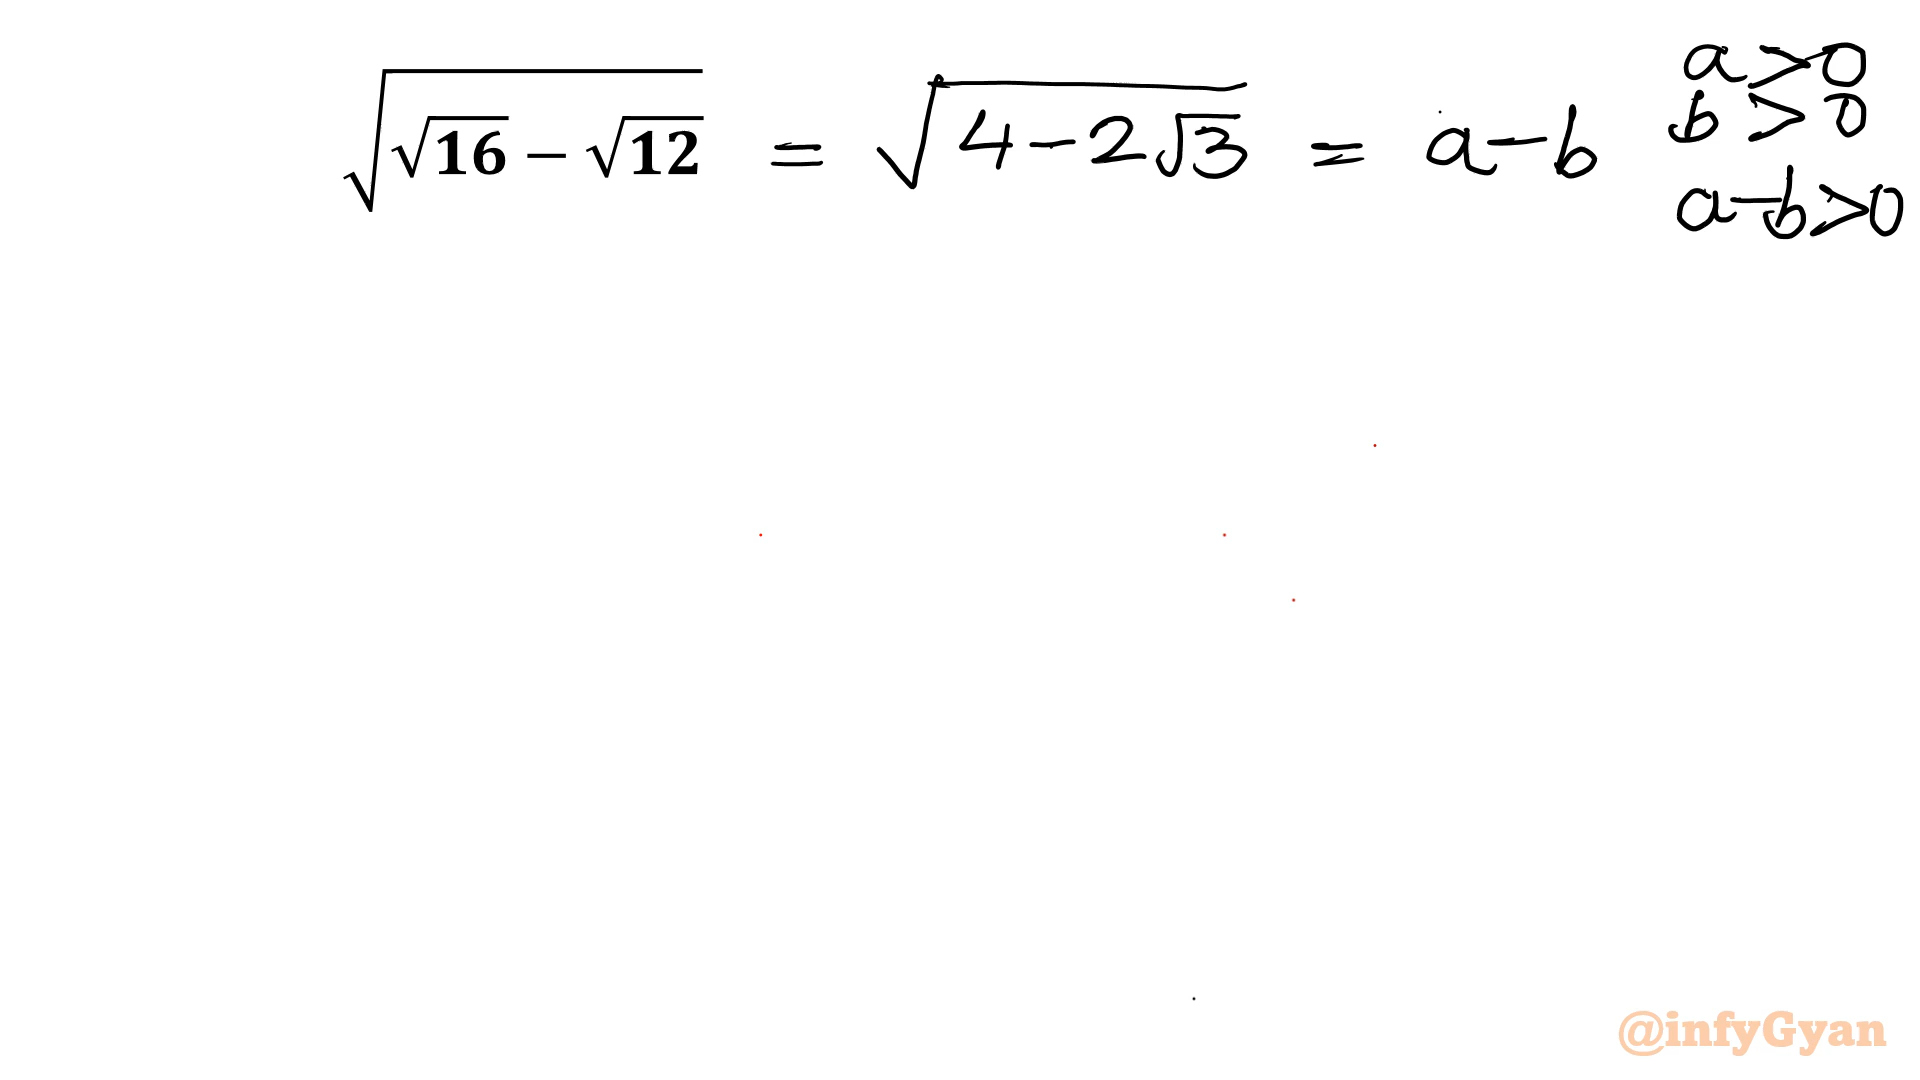 √(√16 − √12) = √(4 − 2√3) = a − b
a > 0
b > 0
a − b > 0
@infyGyan